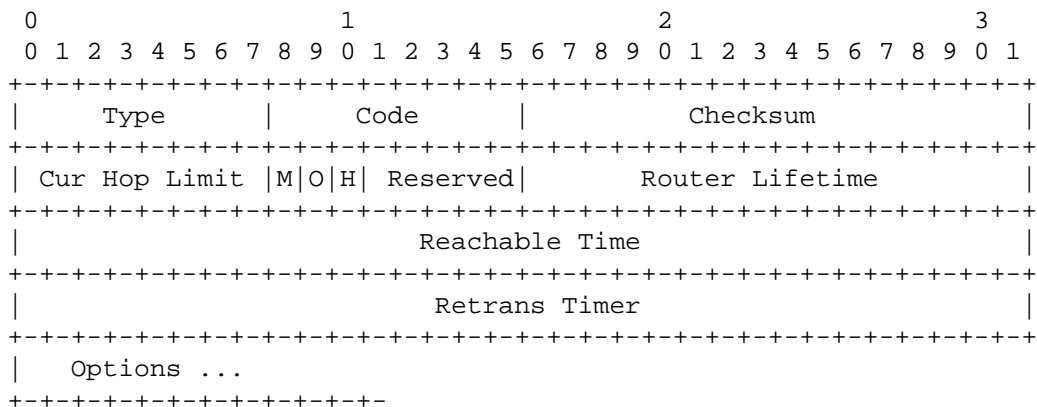 0                   1                   2                   3
 0 1 2 3 4 5 6 7 8 9 0 1 2 3 4 5 6 7 8 9 0 1 2 3 4 5 6 7 8 9 0 1
+-+-+-+-+-+-+-+-+-+-+-+-+-+-+-+-+-+-+-+-+-+-+-+-+-+-+-+-+-+-+-+-+
|     Type      |     Code      |          Checksum             |
+-+-+-+-+-+-+-+-+-+-+-+-+-+-+-+-+-+-+-+-+-+-+-+-+-+-+-+-+-+-+-+-+
| Cur Hop Limit |M|O|H| Reserved|       Router Lifetime         |
+-+-+-+-+-+-+-+-+-+-+-+-+-+-+-+-+-+-+-+-+-+-+-+-+-+-+-+-+-+-+-+-+
|                         Reachable Time                        |
+-+-+-+-+-+-+-+-+-+-+-+-+-+-+-+-+-+-+-+-+-+-+-+-+-+-+-+-+-+-+-+-+
|                          Retrans Timer                        |
+-+-+-+-+-+-+-+-+-+-+-+-+-+-+-+-+-+-+-+-+-+-+-+-+-+-+-+-+-+-+-+-+
|   Options ...
+-+-+-+-+-+-+-+-+-+-+-+-